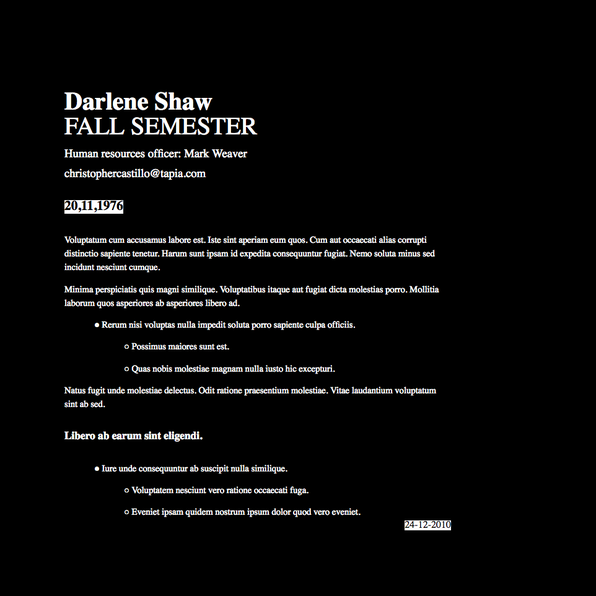 Darlene Shaw
FALL SEMESTER
Human resources officer: Mark Weaver
christophercastillo@tapia.com
20,11,1976
Voluptatum cum accusamus labore est. Iste sint aperiam eum quos. Cum aut occaecati alias corrupti
distinctio sapiente tenetur. Harum sunt ipsam id expedita consequuntur fugiat. Nemo soluta minus sed
incidunt nesciunt cumque.
Minima perspiciatis quis magni similique. Voluptatibus itaque aut fugiat dicta molestias porro. Mollitia
laborum quos asperiores ab asperiores libero ad.
• Rerum nisi voluptas nulla impedit soluta porro sapiente culpa officiis.
○ Possimus maiores sunt est.
○ Quas nobis molestiae magnam nulla iusto hic excepturi.
Natus fugit unde molestiae delectus. Odit ratione praesentium molestiae. Vitae laudantium voluptatum
sint ab sed.
Libero ab earum sint eligendi.
• Iure unde consequuntur ab suscipit nulla similique.
○ Voluptatem nesciunt vero ratione occaecati fuga.
○ Eveniet ipsam quidem nostrum ipsum dolor quod vero eveniet.
24-12-2010